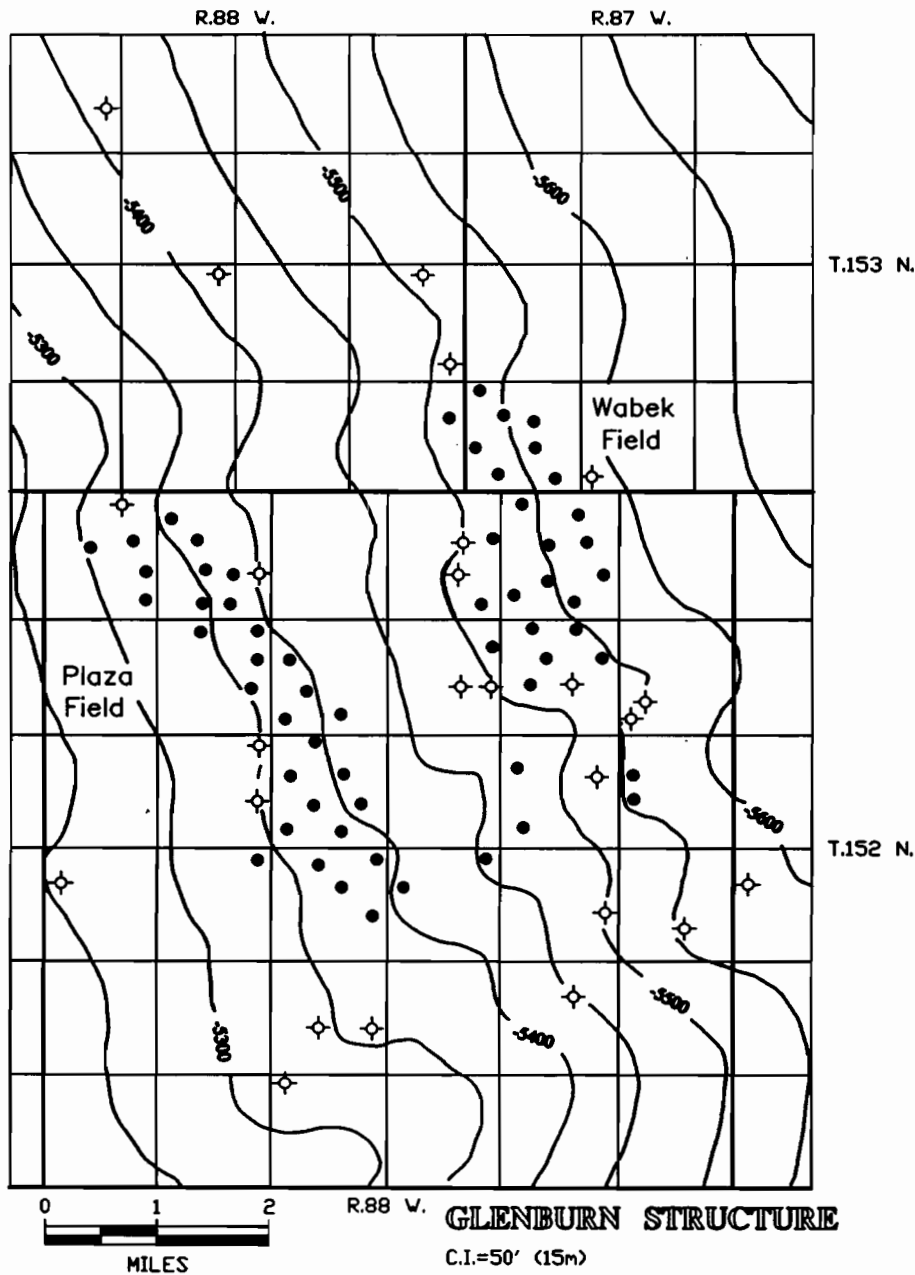 R.88 W.
R.87 W.
-5600
-5500
-5400
T.153 N.
-5300
Wabek
Field
Plaza
Field
-5600
T.152 N.
-5500
-5300
-5400
0
1
2
R.88 W.
GLENBURN STRUCTURE
MILES
C.I.=50' (15m)